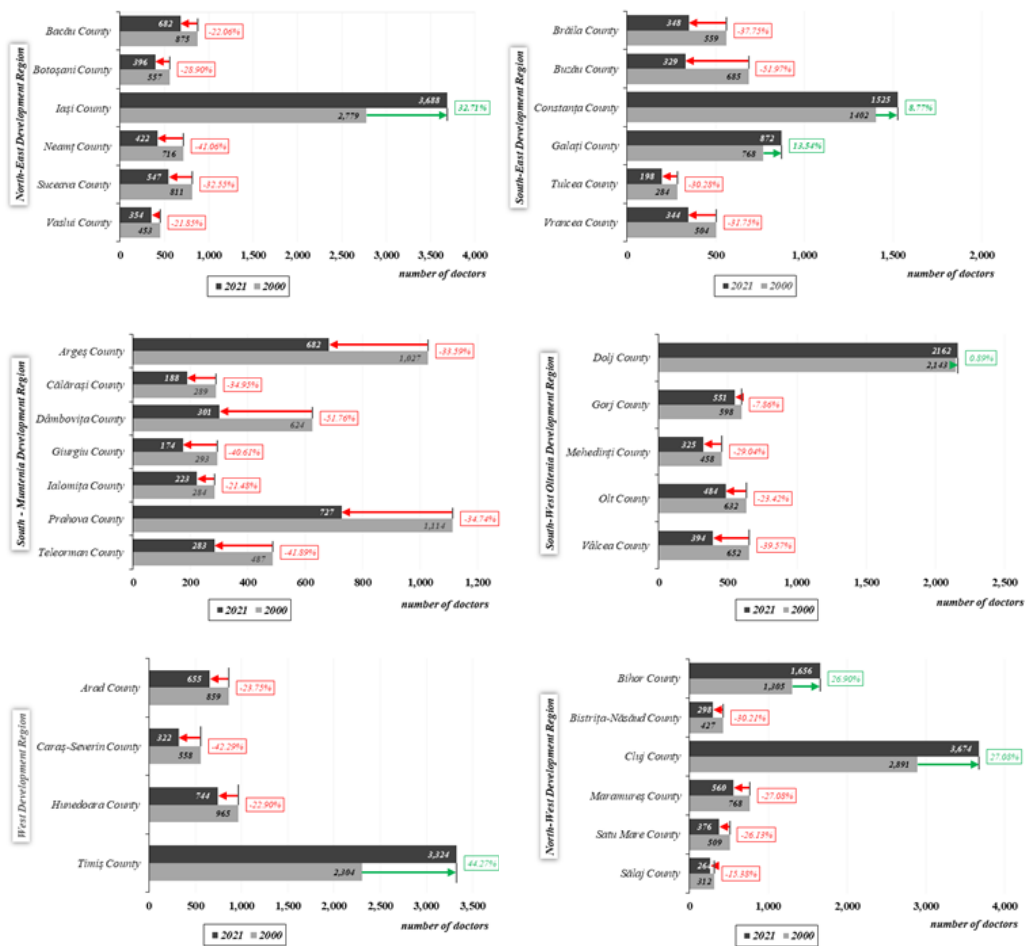 North-East Development Region
Bacău County
682
875
-22.06%
Botoșani County
396
557
-28.90%
Iași County
3,688
2,779
32.71%
Neamț County
422
716
-41.06%
Suceava County
547
811
-32.55%
Vaslui County
354
453
-21.85%
0 500 1,000 1,500 2,000 2,500 3,000 3,500 4,000
number of doctors
2021 2000
South-East Development Region
Brăila County
348
559
-37.75%
Buzău County
329
685
-51.97%
Constanța County
1525
1402
8.77%
Galați County
872
768
13.54%
Tulcea County
198
284
-30.28%
Vrancea County
344
504
-31.75%
0 500 1,000 1,500 2,000
number of doctors
2021 2000
South - Muntenia Development Region
Argeș County
682
1,027
-33.59%
Călărași County
188
289
-34.95%
Dâmbovița County
301
624
-51.76%
Giurgiu County
174
293
-40.61%
Ialomița County
223
284
-21.48%
Prahova County
727
1,114
-34.74%
Teleorman County
283
487
-41.89%
0 200 400 600 800 1,000 1,200
number of doctors
2021 2000
South-West Oltenia Development Region
Dolj County
2162
2,143
0.89%
Gorj County
551
598
-7.86%
Mehedinți County
325
458
-29.04%
Olt County
484
632
-23.42%
Vâlcea County
394
652
-39.57%
0 500 1,000 1,500 2,000 2,500
number of doctors
2021 2000
West Development Region
Arad County
655
859
-23.75%
Caraș-Severin County
322
558
-42.29%
Hunedoara County
744
965
-22.90%
Timiș County
3,324
2,304
44.27%
0 500 1,000 1,500 2,000 2,500 3,000 3,500
number of doctors
2021 2000
North-West Development Region
Bihor County
1,656
1,305
26.90%
Bistrița-Năsăud County
298
427
-30.21%
Cluj County
3,674
2,891
27.08%
Maramureș County
560
768
-27.08%
Satu Mare County
376
509
-26.13%
Sălaj County
312
-15.38%
0 1,000 2,000 3,000 4,000
number of doctors
2021 2000